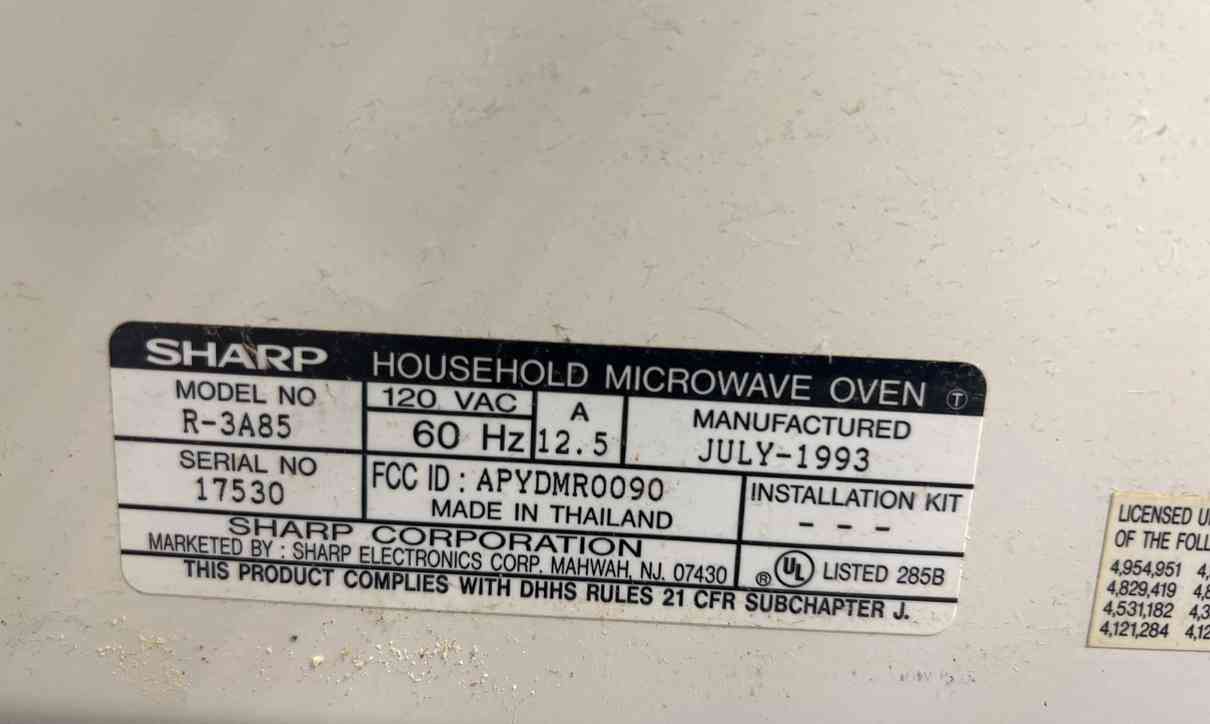 SHARP HOUSEHOLD MICROWAVE OVEN T
MODEL NO
R-3A85
120 VAC
60 Hz
A
12.5
MANUFACTURED
JULY-1993
SERIAL NO
17530
FCC ID : APYDMR0090
MADE IN THAILAND
INSTALLATION KIT
- - -
SHARP CORPORATION
MARKETED BY : SHARP ELECTRONICS CORP. MAHWAH, NJ. 07430
® UL LISTED 285B
THIS PRODUCT COMPLIES WITH DHHS RULES 21 CFR SUBCHAPTER J.
LICENSED
OF THE
4,954,951
4,829,419
4,531,182
4,121,284